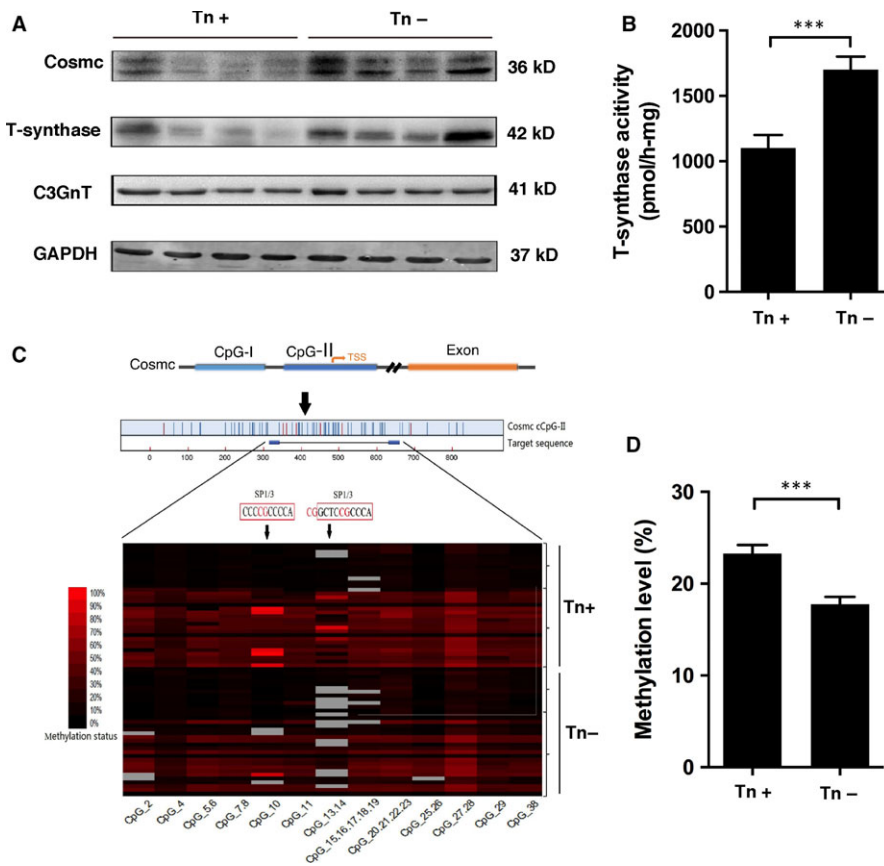 A
Tn + Tn –
Cosmc 36 kD
T-synthase 42 kD
C3GnT 41 kD
GAPDH 37 kD
B
***
T-synthase acitivity
(pmol/h-mg)
2000
1500
1000
500
0
Tn + Tn –
C
CpG-I CpG-II TSS Exon
Cosmc
Cosmc cCpG-II
Target sequence
0 100 200 300 400 500 600 700 800
SP1/3 SP1/3
CCCCGCCCCA CGGCTCCGCCCA
100%
90%
80%
70%
60%
50%
40%
30%
20%
10%
0%
Methylation status
Tn+
Tn–
CpG_2 CpG_4 CpG_5.6 CpG_7.8 CpG_10 CpG_11 CpG_13.14 CpG_15.16.17.18.19 CpG_20.21.22.23 CpG_25.26 CpG_27.28 CpG_29 CpG_38
D
***
Methylation level (%)
30
20
10
0
Tn + Tn –